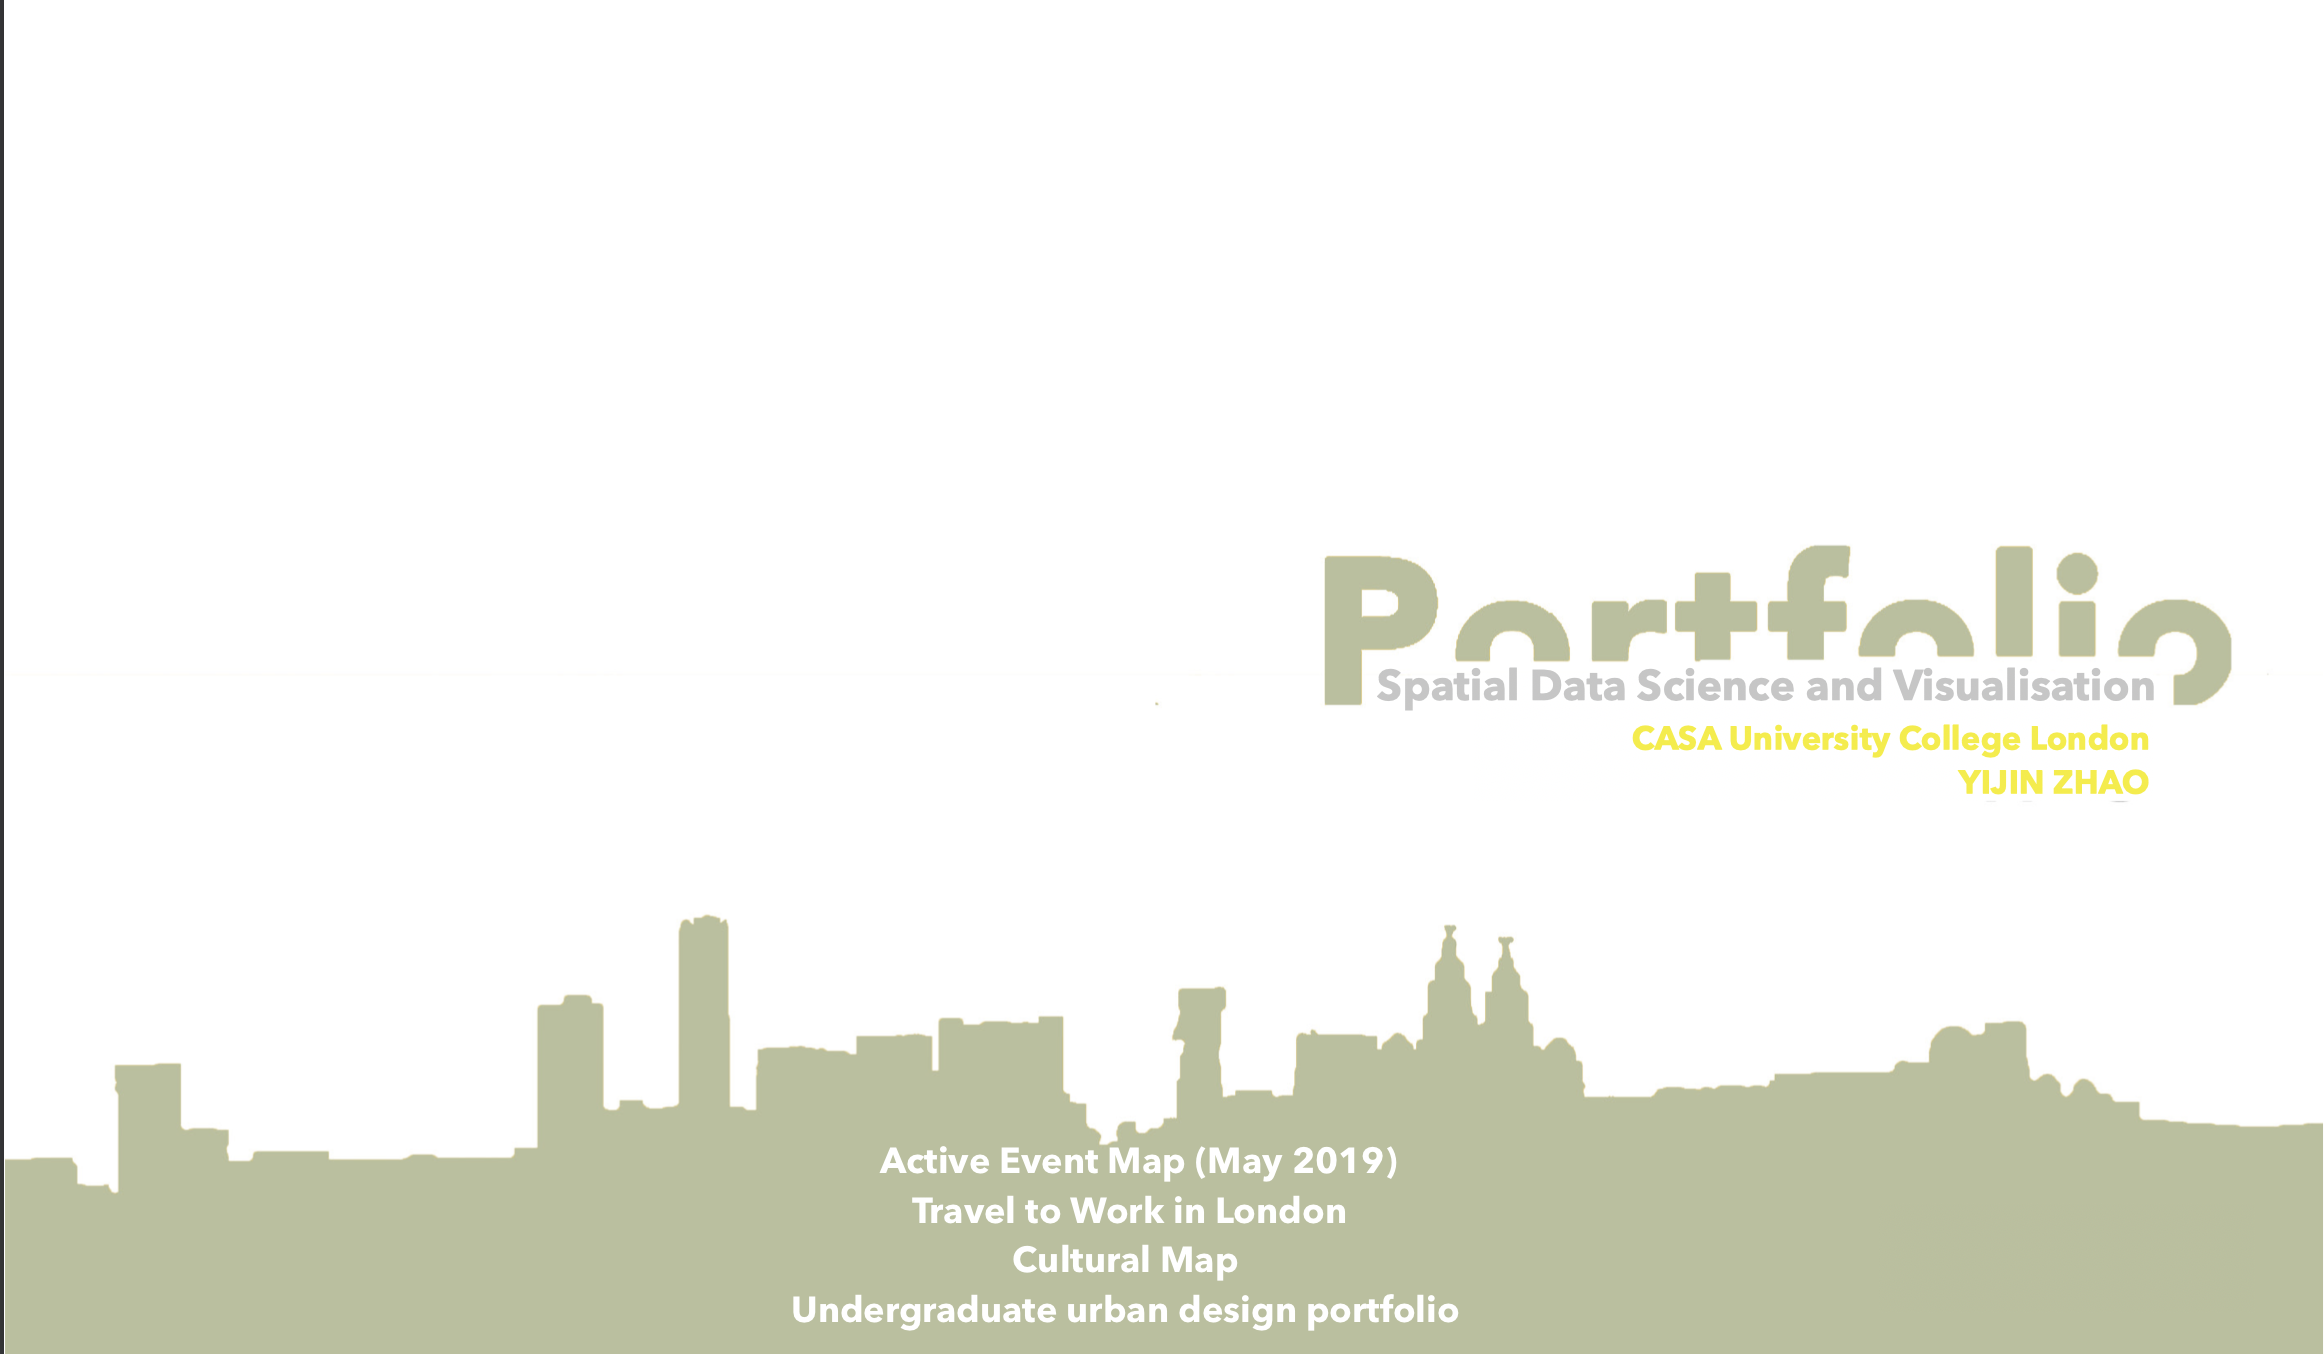 Portfolio
Spatial Data Science and Visualisation
CASA University College London
YIJIN ZHAO
Active Event Map (May 2019)
Travel to Work in London
Cultural Map
Undergraduate urban design portfolio